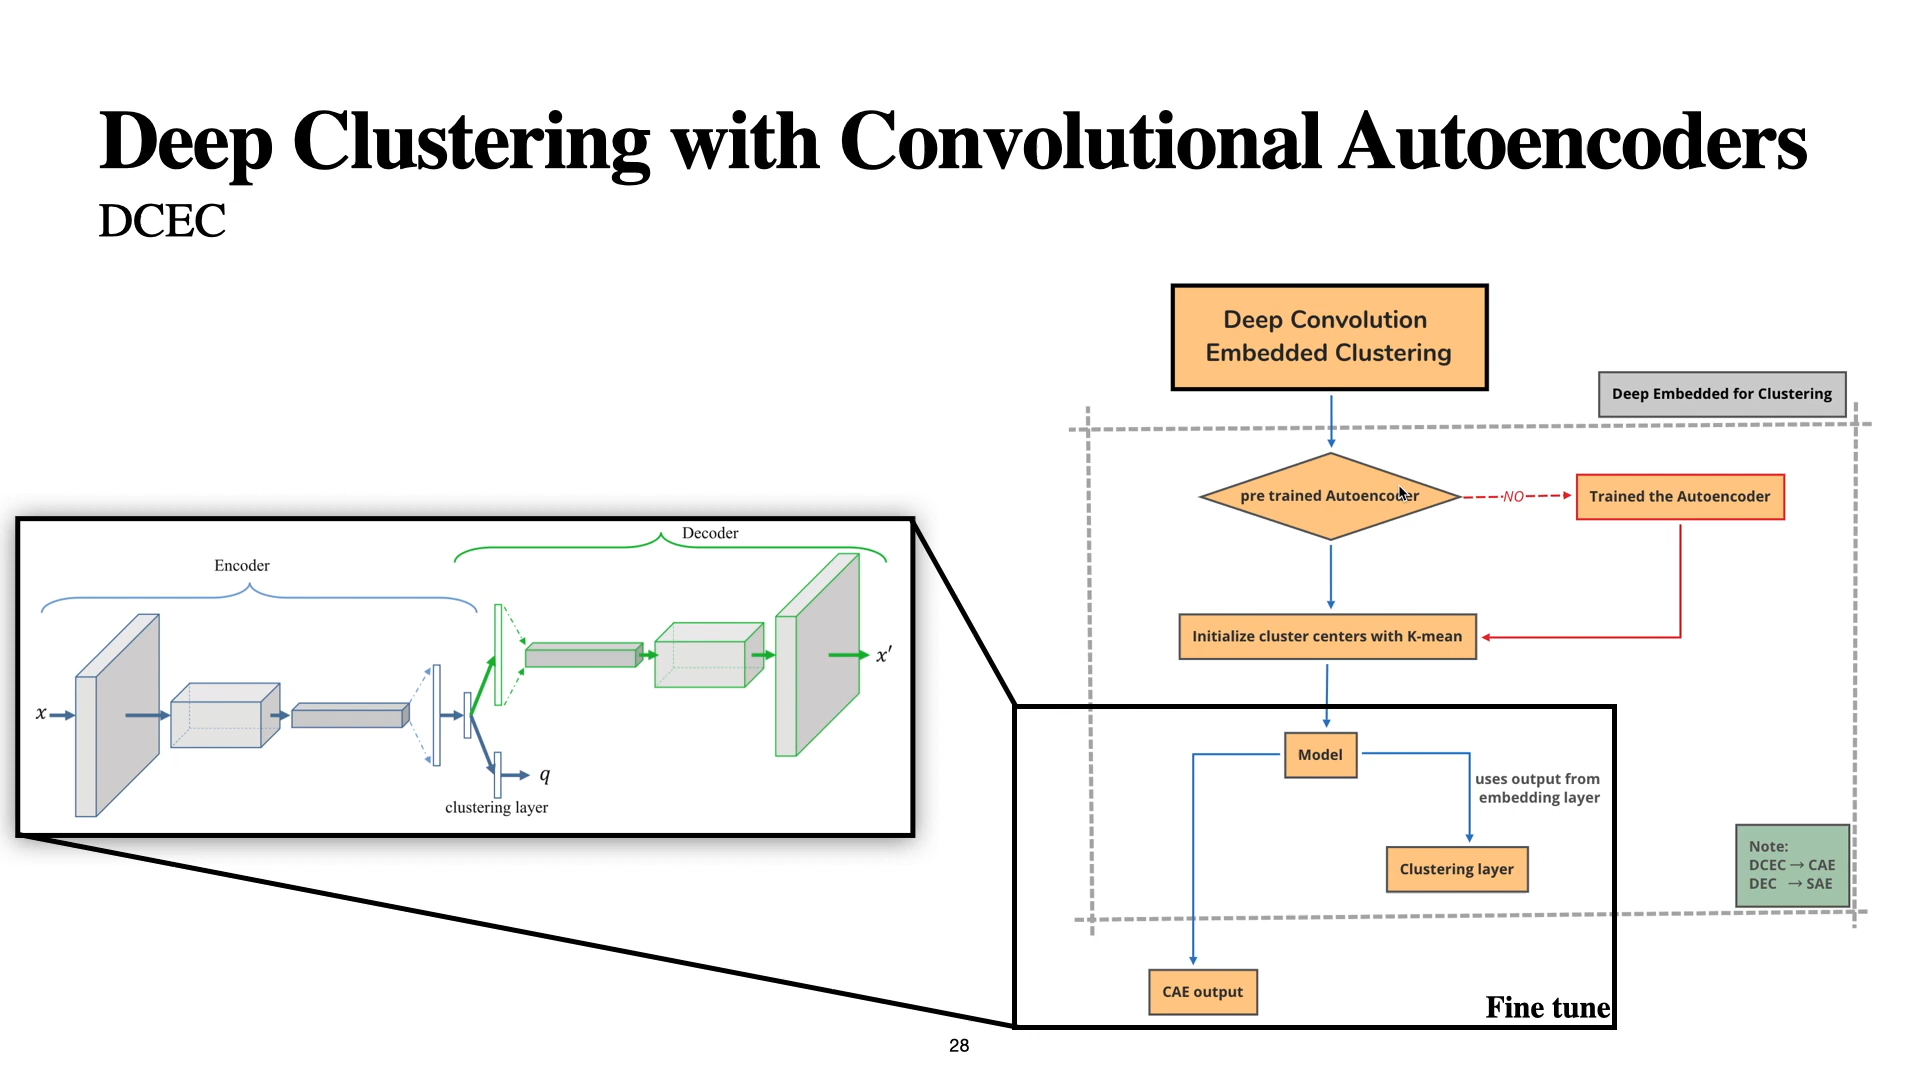 Deep Clustering with Convolutional Autoencoders
DCEC
Deep Convolution
Embedded Clustering
Deep Embedded for Clustering
pre trained Autoencoder
NO
Trained the Autoencoder
Initialize cluster centers with K-mean
Model
uses output from
embedding layer
Clustering layer
CAE output
Fine tune
Note:
DCEC → CAE
DEC → SAE
Decoder
Encoder
x
x′
q
clustering layer
28